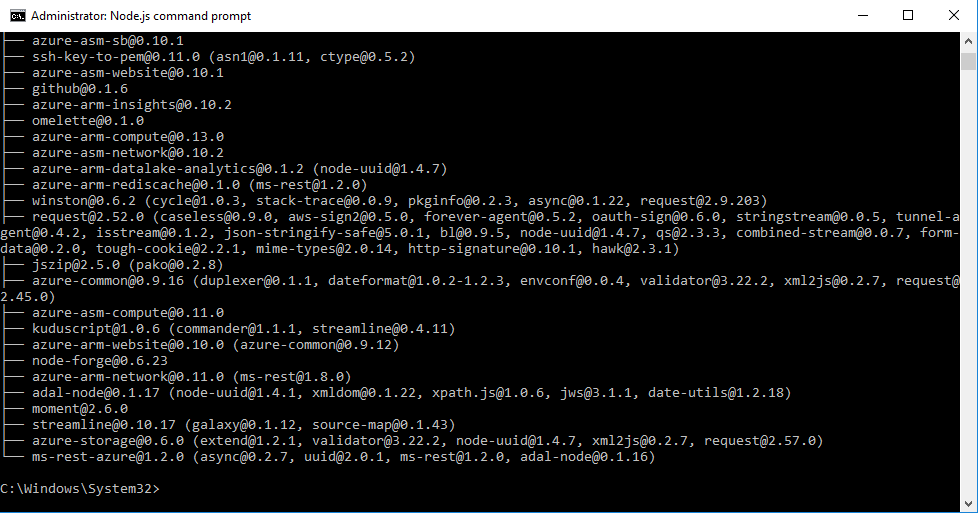 Administrator: Node.js command prompt
├── azure-asm-sb@0.10.1
├── ssh-key-to-pem@0.11.0 (asn1@0.1.11, ctype@0.5.2)
├── azure-asm-website@0.10.1
├── github@0.1.6
├── azure-arm-insights@0.10.2
├── omelette@0.1.0
├── azure-arm-compute@0.13.0
├── azure-asm-network@0.10.2
├── azure-arm-datalake-analytics@0.1.2 (node-uuid@1.4.7)
├── azure-arm-rediscache@0.1.0 (ms-rest@1.2.0)
├── winston@0.6.2 (cycle@1.0.3, stack-trace@0.0.9, pkginfo@0.2.3, async@0.1.22, request@2.9.203)
├── request@2.52.0 (caseless@0.9.0, aws-sign2@0.5.0, forever-agent@0.5.2, oauth-sign@0.6.0, stringstream@0.0.5, tunnel-a
gent@0.4.2, isstream@0.1.2, json-stringify-safe@5.0.1, bl@0.9.5, node-uuid@1.4.7, qs@2.3.3, combined-stream@0.0.7, form-
data@0.2.0, tough-cookie@2.2.1, mime-types@2.0.14, http-signature@0.10.1, hawk@2.3.1)
├── jszip@2.5.0 (pako@0.2.8)
├── azure-common@0.9.16 (duplexer@0.1.1, dateformat@1.0.2-1.2.3, envconf@0.0.4, validator@3.22.2, xml2js@0.2.7, request@
2.45.0)
├── azure-asm-compute@0.11.0
├── kuduscript@1.0.6 (commander@1.1.1, streamline@0.4.11)
├── azure-arm-website@0.10.0 (azure-common@0.9.12)
├── node-forge@0.6.23
├── azure-arm-network@0.11.0 (ms-rest@1.8.0)
├── adal-node@0.1.17 (node-uuid@1.4.1, xmldom@0.1.22, xpath.js@1.0.6, jws@3.1.1, date-utils@1.2.18)
├── moment@2.6.0
├── streamline@0.10.17 (galaxy@0.1.12, source-map@0.1.43)
├── azure-storage@0.6.0 (extend@1.2.1, validator@3.22.2, node-uuid@1.4.7, xml2js@0.2.7, request@2.57.0)
└── ms-rest-azure@1.2.0 (async@0.2.7, uuid@2.0.1, ms-rest@1.2.0, adal-node@0.1.16)
C:\Windows\System32>